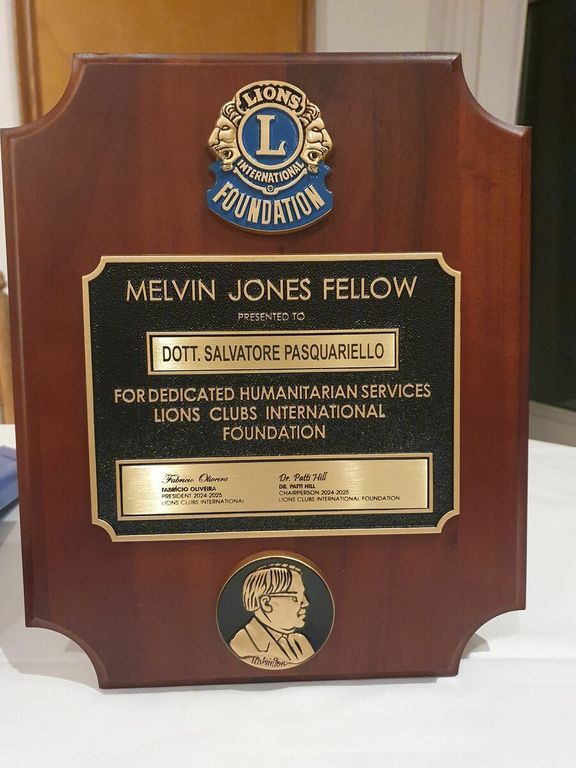 LIONS
L
INTERNATIONAL
FOUNDATION
MELVIN JONES FELLOW
PRESENTED TO
DOTT. SALVATORE PASQUARIELLO
FOR DEDICATED HUMANITARIAN SERVICES
LIONS CLUBS INTERNATIONAL
FOUNDATION
Fabrício Oliveira
FABRÍCIO OLIVEIRA
PRESIDENT 2024-2025
LIONS CLUBS INTERNATIONAL
Dr. Patti Hill
DR. PATTI HILL
CHAIRPERSON 2024-2025
LIONS CLUBS INTERNATIONAL FOUNDATION